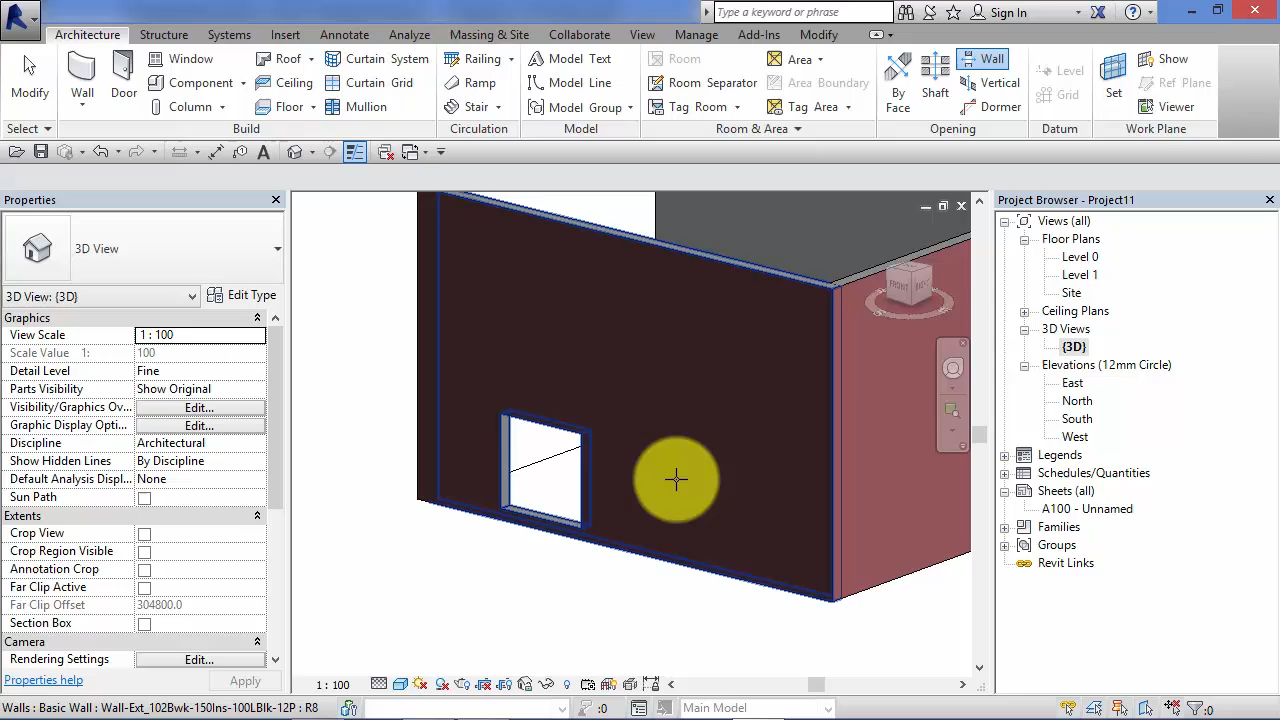 Type a keyword or phrase
Sign In
Architecture Structure Systems Insert Annotate Analyze Massing & Site Collaborate View Manage Add-Ins Modify
Modify
Wall
Door
Window
Component
Column
Roof
Ceiling
Floor
Curtain System
Curtain Grid
Mullion
Railing
Ramp
Stair
Model Text
Model Line
Model Group
Room
Room Separator
Tag Room
Area
Area Boundary
Tag Area
By Face
Shaft
Wall
Vertical
Dormer
Level
Grid
Set
Show
Ref Plane
Viewer
Select Build Circulation Model Room & Area Opening Datum Work Plane
Properties
3D View
3D View: {3D} Edit Type
Graphics
View Scale 1 : 100
Scale Value 1: 100
Detail Level Fine
Parts Visibility Show Original
Visibility/Graphics Ov... Edit...
Graphic Display Opti... Edit...
Discipline Architectural
Show Hidden Lines By Discipline
Default Analysis Displ... None
Sun Path
Extents
Crop View
Crop Region Visible
Annotation Crop
Far Clip Active
Far Clip Offset 304800.0
Section Box
Camera
Rendering Settings Edit...
Properties help Apply
FRONT RIGHT
1 : 100
Project Browser - Project11
Views (all)
Floor Plans
Level 0
Level 1
Site
Ceiling Plans
3D Views
{3D}
Elevations (12mm Circle)
East
North
South
West
Legends
Schedules/Quantities
Sheets (all)
A100 - Unnamed
Families
Groups
Revit Links
Walls : Basic Wall : Wall-Ext_102Bwk-150Ins-100LBlk-12P : R8 :0 Main Model :0